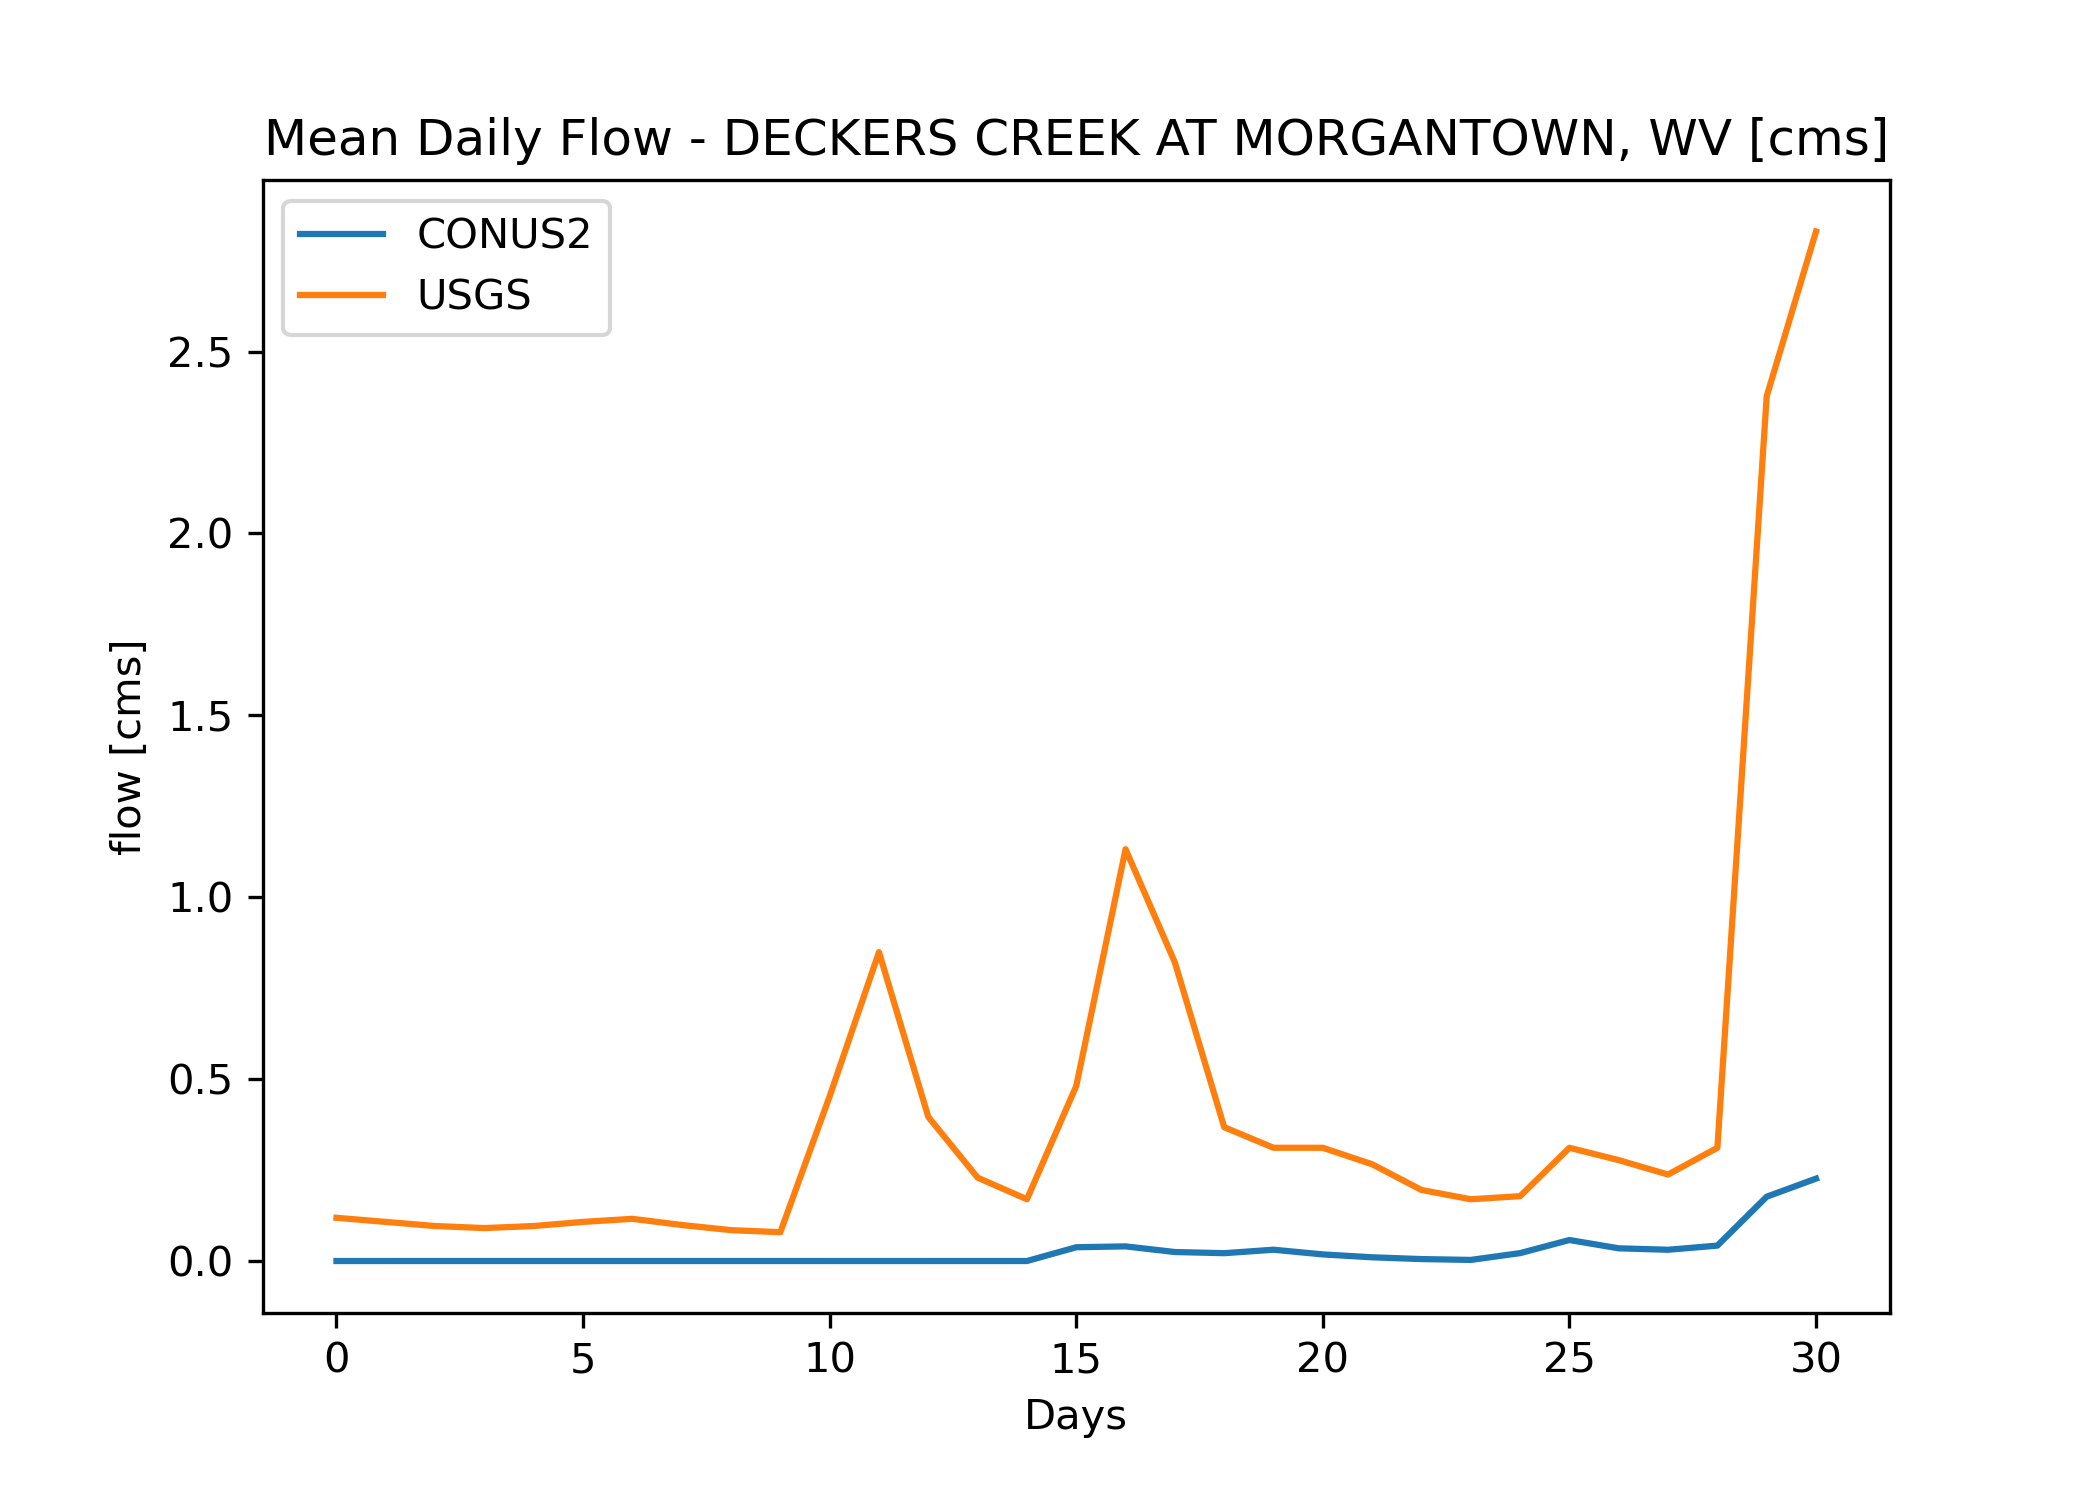 Mean Daily Flow - DECKERS CREEK AT MORGANTOWN, WV [cms]
CONUS2
USGS
2.5
2.0
1.5
1.0
0.5
0.0
flow [cms]
0 5 10 15 20 25 30
Days